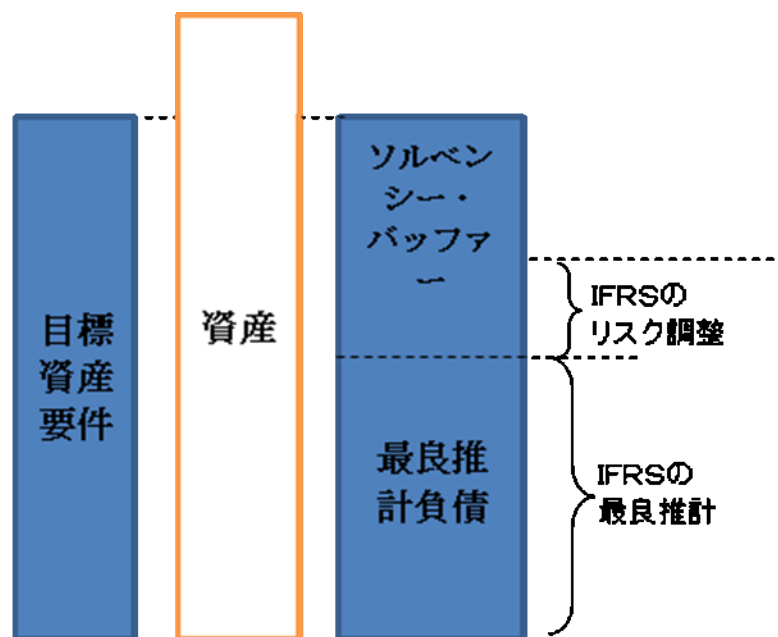 目標
資産
要件
資産
ソルベン
シー・
バッファ
ー
最良推
計負債
IFRSの
リスク調整
IFRSの
最良推計